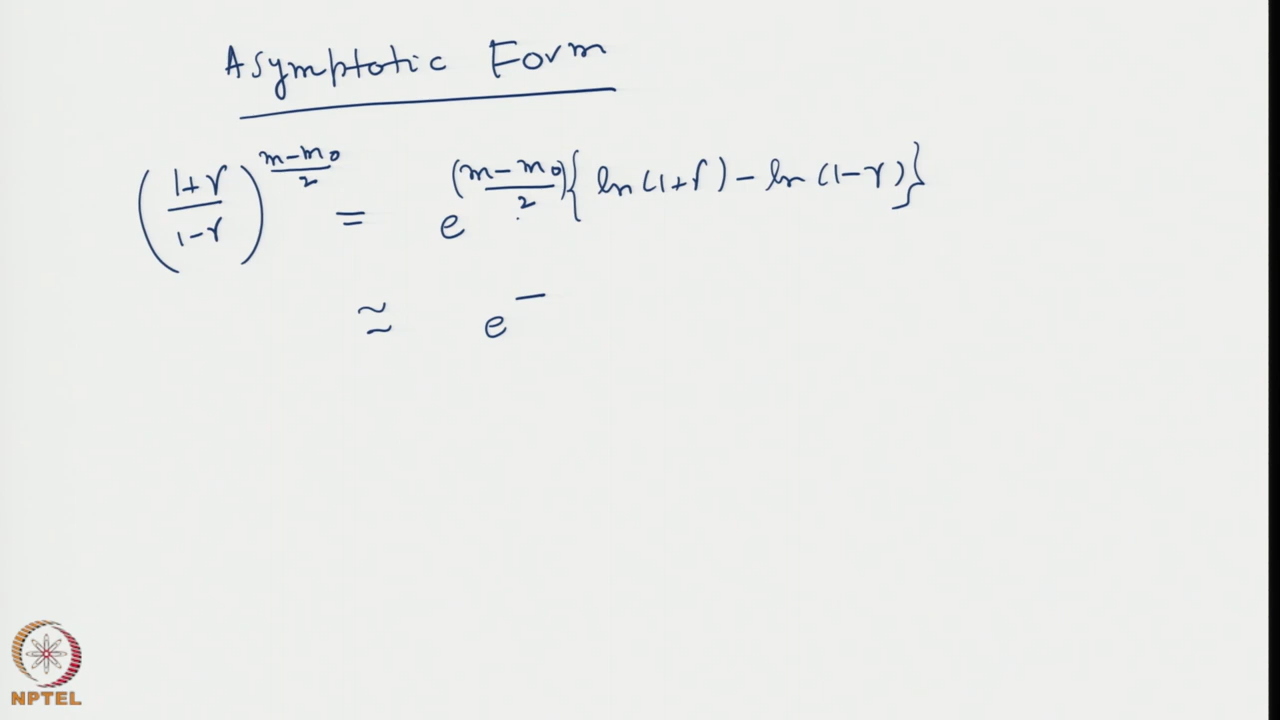 Asymptotic Form
(1+r/1-r)^(m-m0/2) = e^((m-m0/2){ln(1+r) - ln(1-r)})
≈ e^-
NPTEL